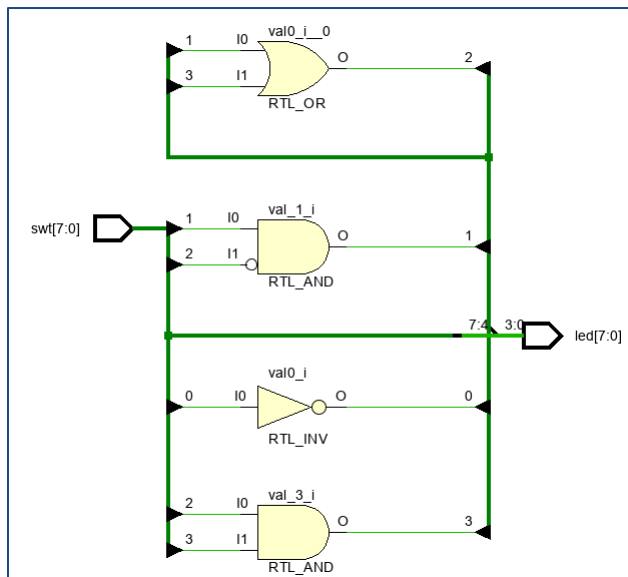 val0_i__0
1 I0 O 2
3 I1
RTL_OR
val_1_i
swt[7:0] 1 I0 O 1
2 I1
RTL_AND
7:4 3:0 led[7:0]
val0_i
0 I0 O 0
RTL_INV
val_3_i
2 I0 O 3
3 I1
RTL_AND